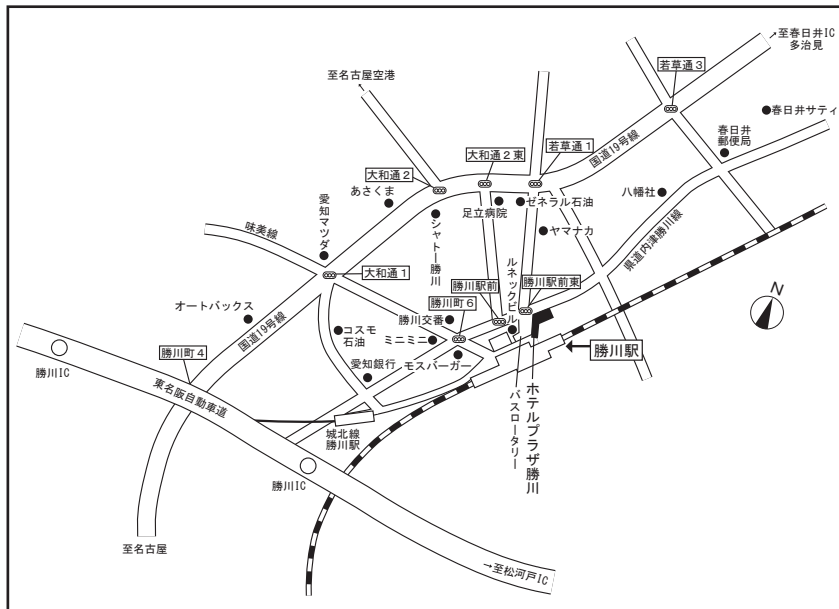 至春日井IC
多治見
若草通3
至名古屋空港
春日井サティ
国道19号線
春日井
郵便局
大和通2東
若草通1
大和通2
あさくま
足立病院
ゼネラル石油
八幡社
愛知マツダ
シャトー勝川
ヤマナカ
味美線
県道内津勝川線
ルネックビル
大和通1
勝川駅前
勝川駅前東
勝川町6
オートバックス
国道19号線
勝川交番
コスモ
石油
ミニミニ
N
勝川町4
愛知銀行
モスバーガー
勝川駅
勝川IC
東名阪自動車道
バスロータリー
ホテルプラザ勝川
城北線
勝川駅
勝川IC
至名古屋
→至松河戸IC